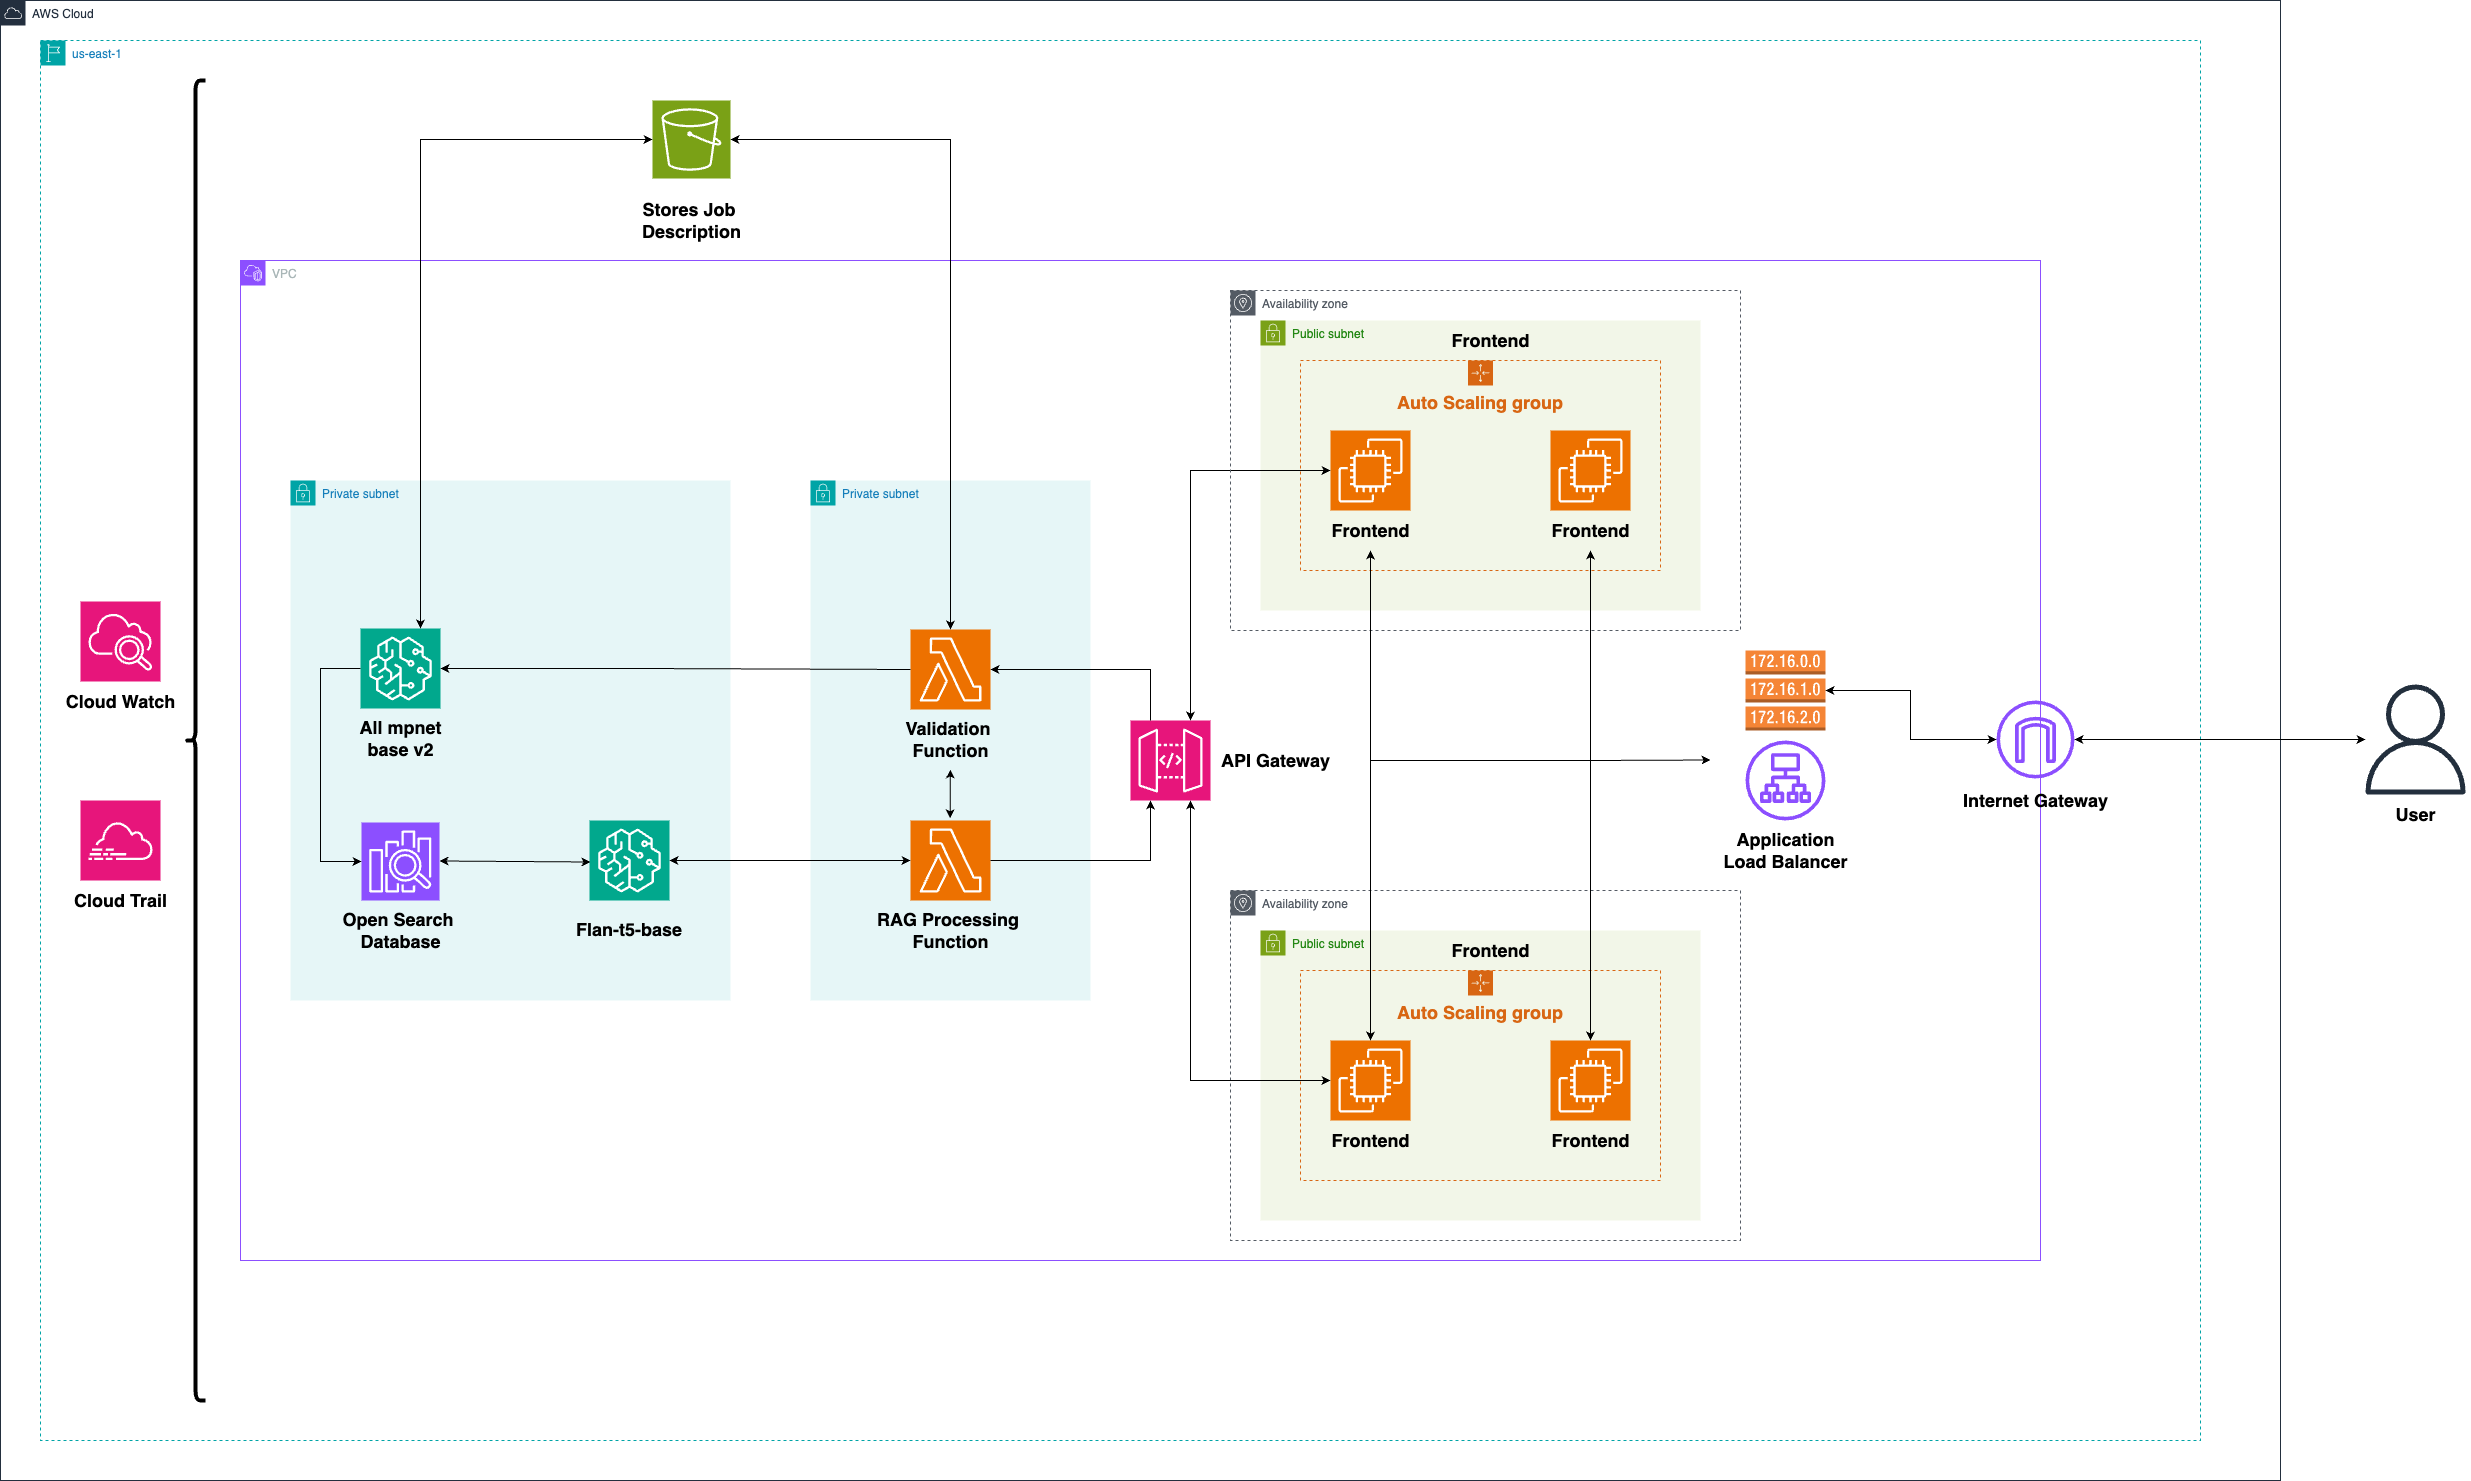 AWS Cloud
us-east-1
Stores Job
Description
VPC
Availability zone
Public subnet
Frontend
Auto Scaling group
Frontend
Frontend
Private subnet
Private subnet
Cloud Watch
Cloud Trail
All mpnet
base v2
Validation
Function
Open Search
Database
Flan-t5-base
RAG Processing
Function
</>
API Gateway
172.16.0.0
172.16.1.0
172.16.2.0
Application
Load Balancer
Internet Gateway
User
Availability zone
Public subnet
Frontend
Auto Scaling group
Frontend
Frontend